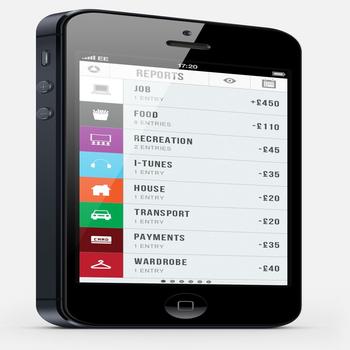 EE
17:20
REPORTS
JOB
1 ENTRY
+£450
FOOD
ENTRIES
-£110
RECREATION
2 ENTRIES
-£45
I-TUNES
1 ENTRY
-£35
HOUSE
1 ENTRY
-£20
TRANSPORT
1 ENTRY
-£20
CARD
PAYMENTS
1 ENTRY
-£35
WARDROBE
1 ENTRY
-£40